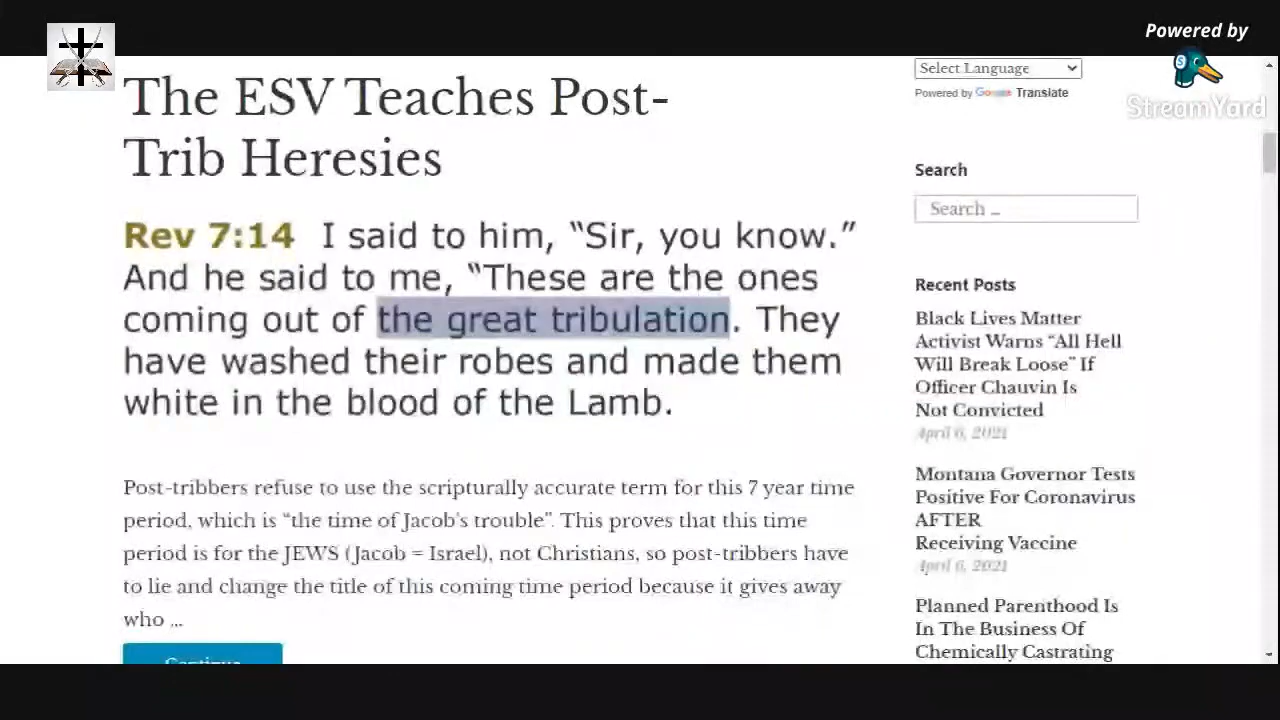 Powered by
StreamYard
The ESV Teaches Post-
Trib Heresies
Rev 7:14 I said to him, “Sir, you know.”
And he said to me, “These are the ones
coming out of the great tribulation. They
have washed their robes and made them
white in the blood of the Lamb.
Post-tribbers refuse to use the scripturally accurate term for this 7 year time
period, which is “the time of Jacob’s trouble”. This proves that this time
period is for the JEWS (Jacob = Israel), not Christians, so post-tribbers have
to lie and change the title of this coming time period because it gives away
who ...
Continue
Select Language
Powered by Google Translate
Search
Search ...
Recent Posts
Black Lives Matter
Activist Warns “All Hell
Will Break Loose” If
Officer Chauvin Is
Not Convicted
April 6, 2021
Montana Governor Tests
Positive For Coronavirus
AFTER
Receiving Vaccine
April 6, 2021
Planned Parenthood Is
In The Business Of
Chemically Castrating